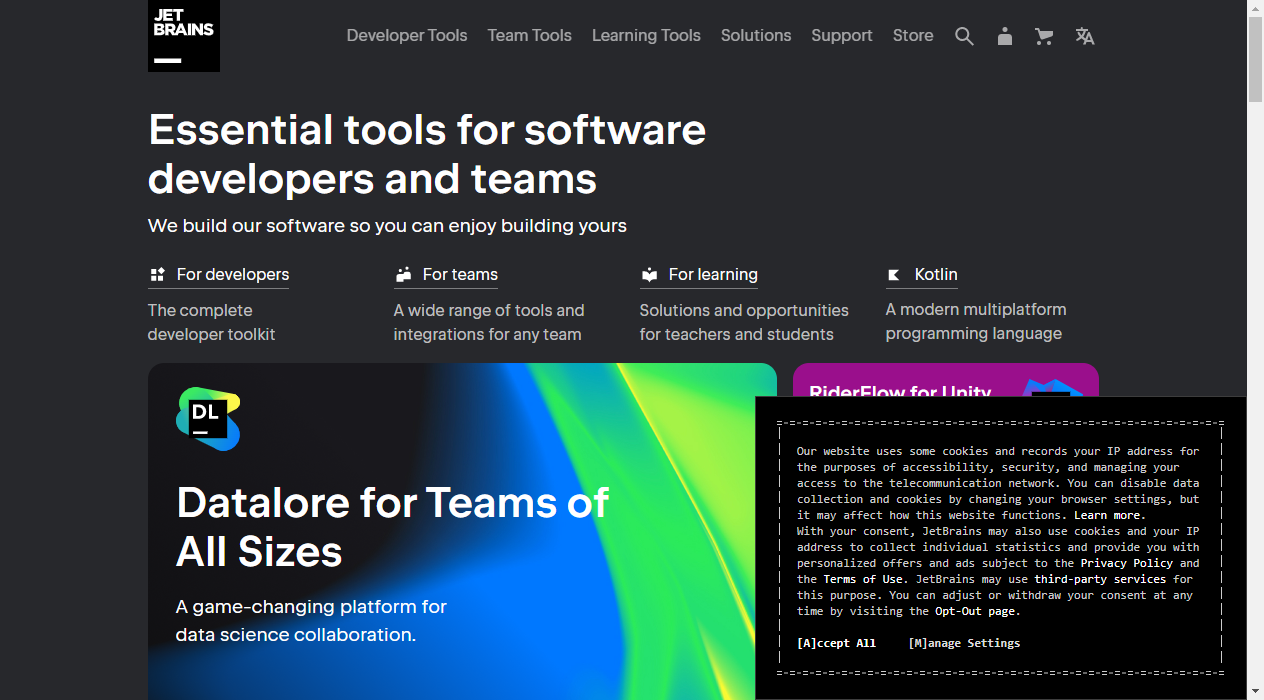 JET
BRAINS
Developer Tools Team Tools Learning Tools Solutions Support Store
Essential tools for software
developers and teams
We build our software so you can enjoy building yours
For developers
The complete
developer toolkit
For teams
A wide range of tools and
integrations for any team
For learning
Solutions and opportunities
for teachers and students
Kotlin
A modern multiplatform
programming language
DL
Datalore for Teams of
All Sizes
A game-changing platform for
data science collaboration.
RiderFlow for Unity
Our website uses some cookies and records your IP address for
the purposes of accessibility, security, and managing your
access to the telecommunication network. You can disable data
collection and cookies by changing your browser settings, but
it may affect how this website functions. Learn more.
With your consent, JetBrains may also use cookies and your IP
address to collect individual statistics and provide you with
personalized offers and ads subject to the Privacy Policy and
the Terms of Use. JetBrains may use third-party services for
this purpose. You can adjust or withdraw your consent at any
time by visiting the Opt-Out page.
[A]ccept All [M]anage Settings